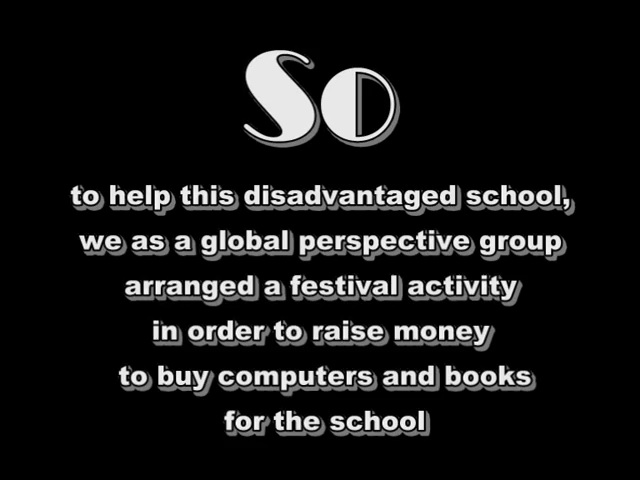 So
to help this disadvantaged school,
we as a global perspective group
arranged a festival activity
in order to raise money
to buy computers and books
for the school